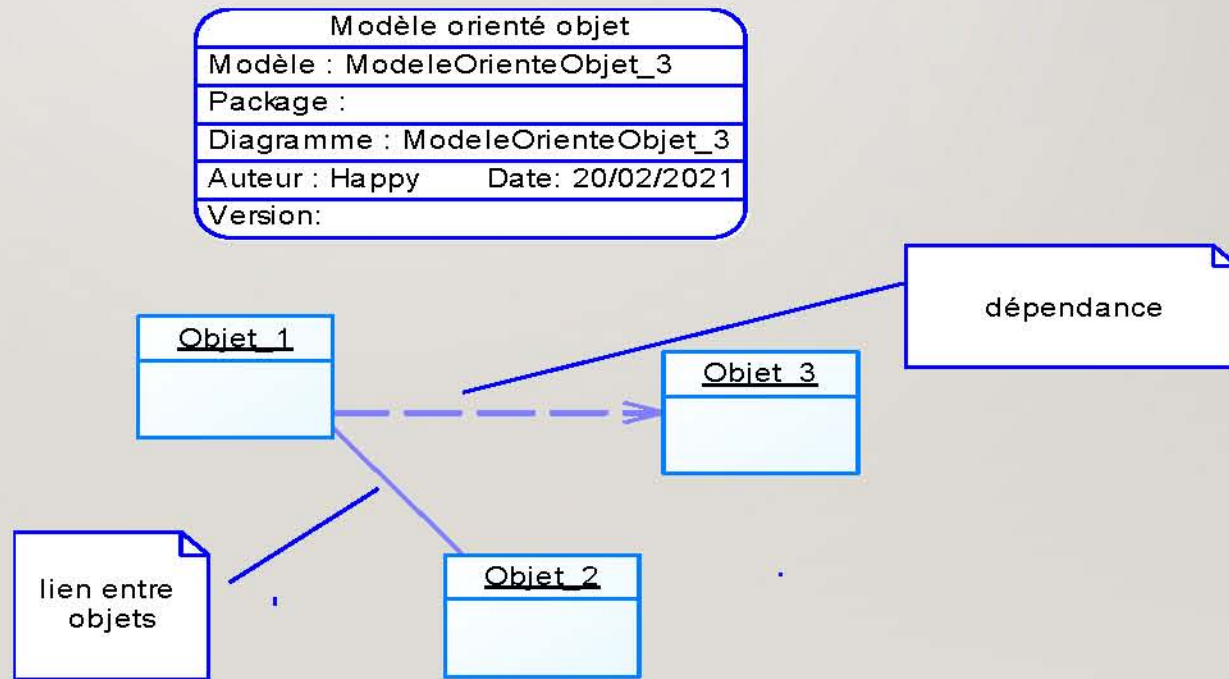 Modèle orienté objet
Modèle : ModeleOrienteObjet_3
Package :
Diagramme : ModeleOrienteObjet_3
Auteur : Happy Date: 20/02/2021
Version:
dépendance
Objet_1
Objet_3
lien entre
objets
Objet_2